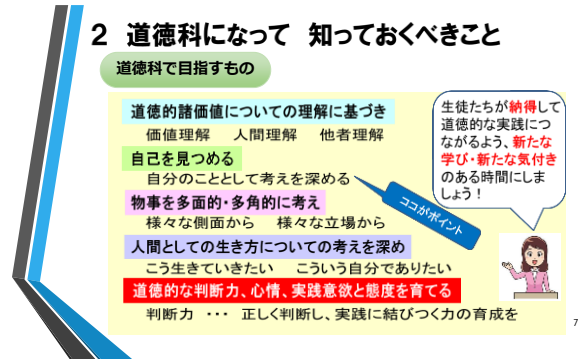 ２ 道徳科になって 知っておくべきこと
道徳科で目指すもの
道徳的諸価値についての理解に基づき
価値理解 人間理解 他者理解
自己を見つめる
自分のこととして考えを深める
物事を多面的・多角的に考え
様々な側面から 様々な立場から
人間としての生き方についての考えを深め
こう生きていきたい こういう自分でありたい
道徳的な判断力、心情、実践意欲と態度を育てる
判断力 ・・・ 正しく判断し、実践に結びつく力の育成を
ココがポイント
生徒たちが納得して
道徳的な実践につ
ながるよう、新たな
学び・新たな気付き
のある時間にしま
しょう！
7